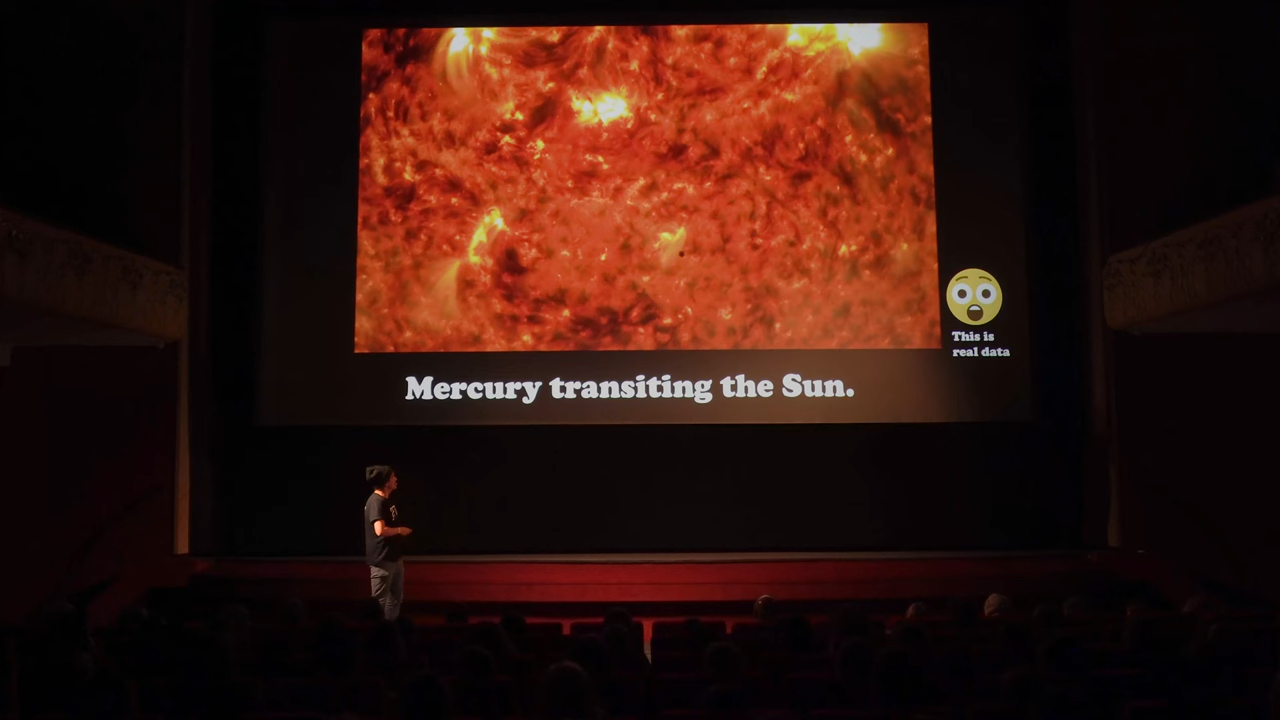 This is
real data
Mercury transiting the Sun.